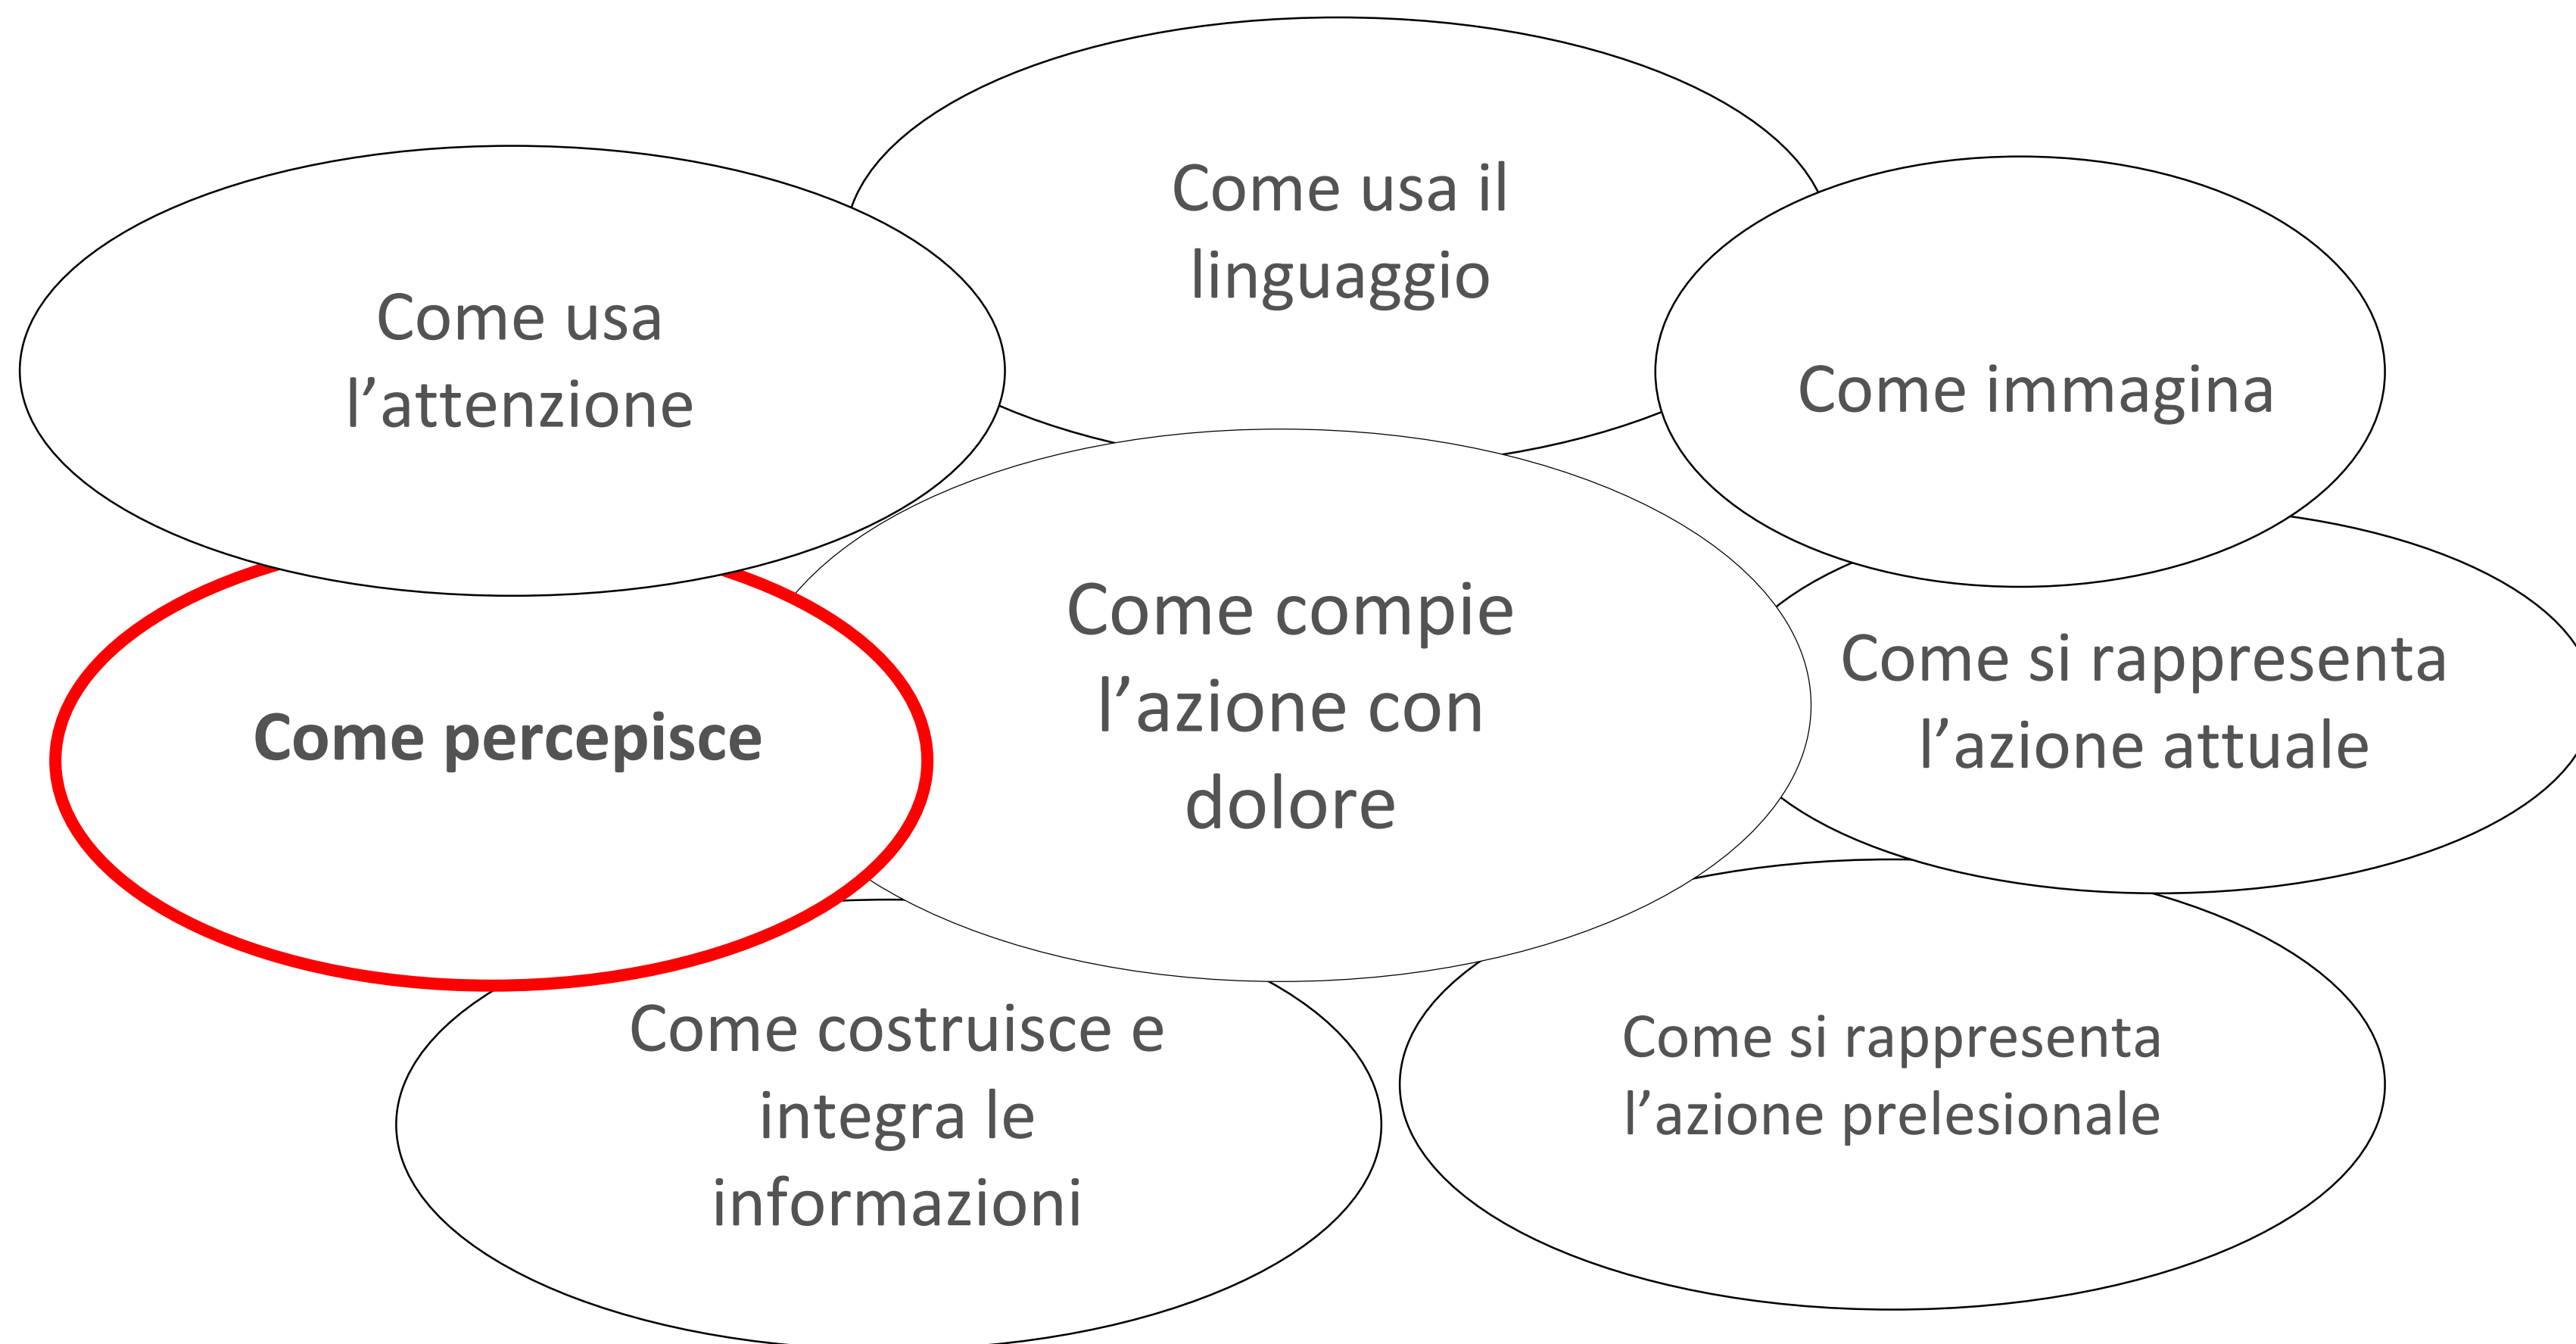 Come usa il
linguaggio
Come usa
l’attenzione
Come immagina
Come compie
l’azione con
dolore
Come si rappresenta
l’azione attuale
Come percepisce
Come costruisce e
integra le
informazioni
Come si rappresenta
l’azione prelesionale